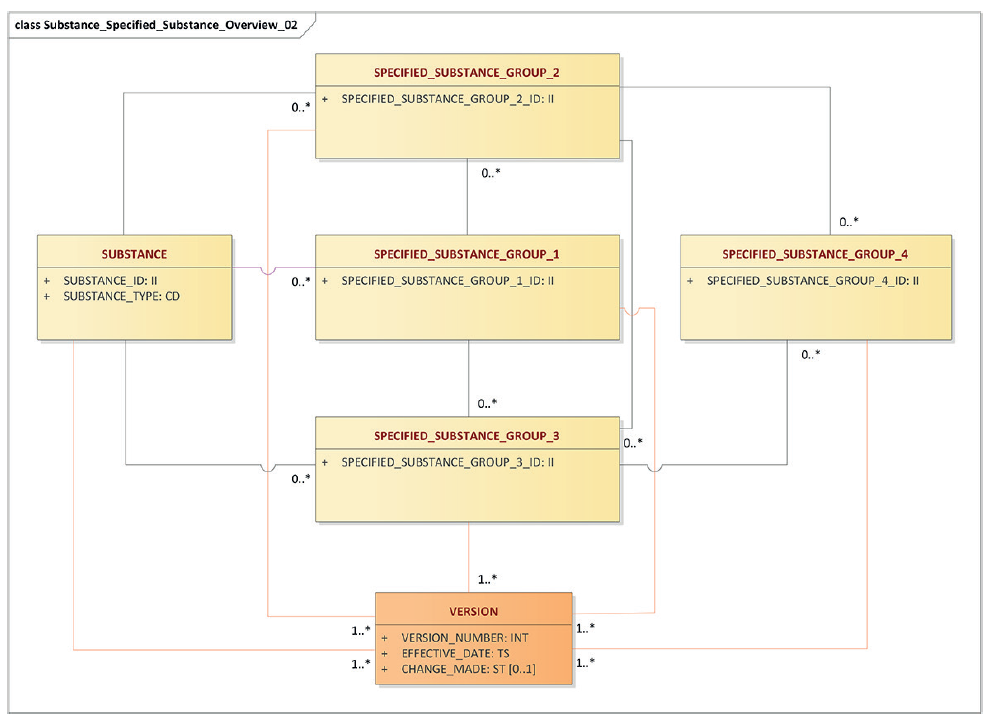 class Substance_Specified_Substance_Overview_02
SPECIFIED_SUBSTANCE_GROUP_2
0..*
+ SPECIFIED_SUBSTANCE_GROUP_2_ID: II
0..*
0..*
SUBSTANCE
+ SUBSTANCE_ID: II
+ SUBSTANCE_TYPE: CD
SPECIFIED_SUBSTANCE_GROUP_1
0..*
+ SPECIFIED_SUBSTANCE_GROUP_1_ID: II
SPECIFIED_SUBSTANCE_GROUP_4
+ SPECIFIED_SUBSTANCE_GROUP_4_ID: II
0..*
0..*
SPECIFIED_SUBSTANCE_GROUP_3
0..*
+ SPECIFIED_SUBSTANCE_GROUP_3_ID: II
0..*
1..*
VERSION
1..*
1..*
+ VERSION_NUMBER: INT
+ EFFECTIVE_DATE: TS
+ CHANGE_MADE: ST [0..1]
1..*
1..*